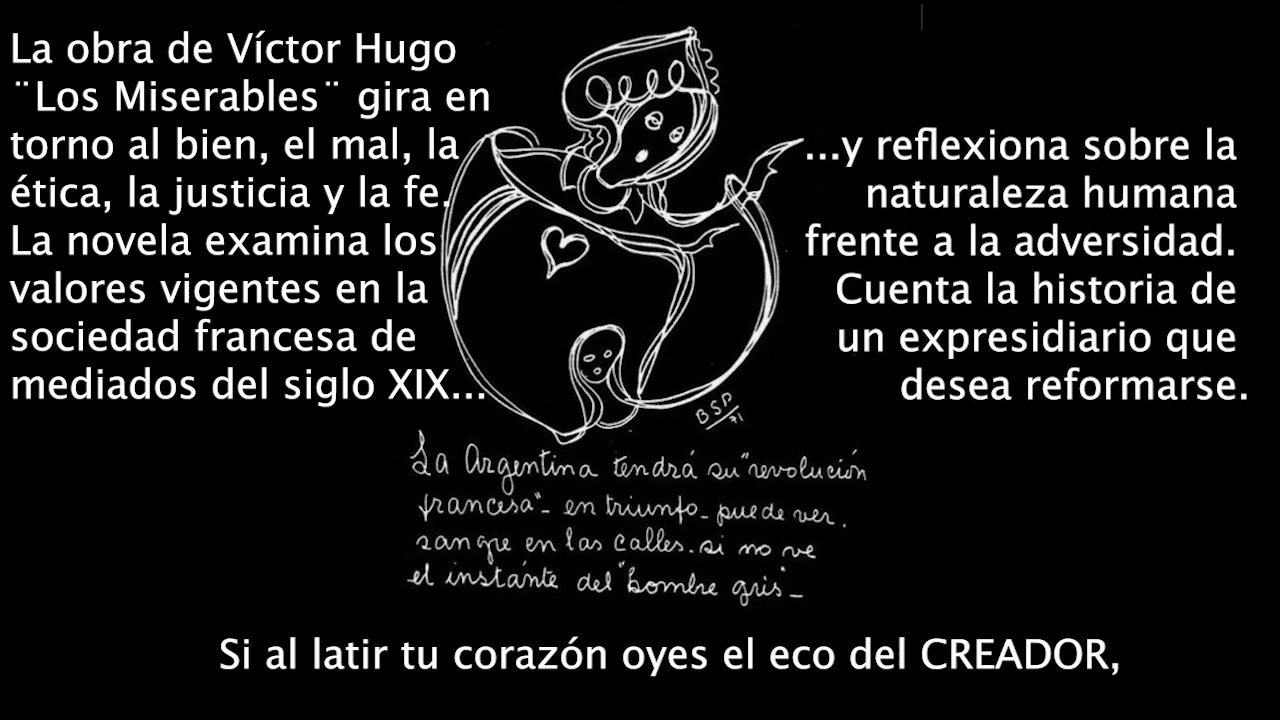 La obra de Víctor Hugo
¨Los Miserables¨ gira en
torno al bien, el mal, la
ética, la justicia y la fe.
La novela examina los
valores vigentes en la
sociedad francesa de
mediados del siglo XIX...
...y reflexiona sobre la
naturaleza humana
frente a la adversidad.
Cuenta la historia de
un expresidiario que
desea reformarse.
BSP
71
La Argentina tendrá su "revolución
francesa"- en triunfo- puede ver.
sangre en las calles. si no ve
el instante del "hombre gris"-
Si al latir tu corazón oyes el eco del CREADOR,